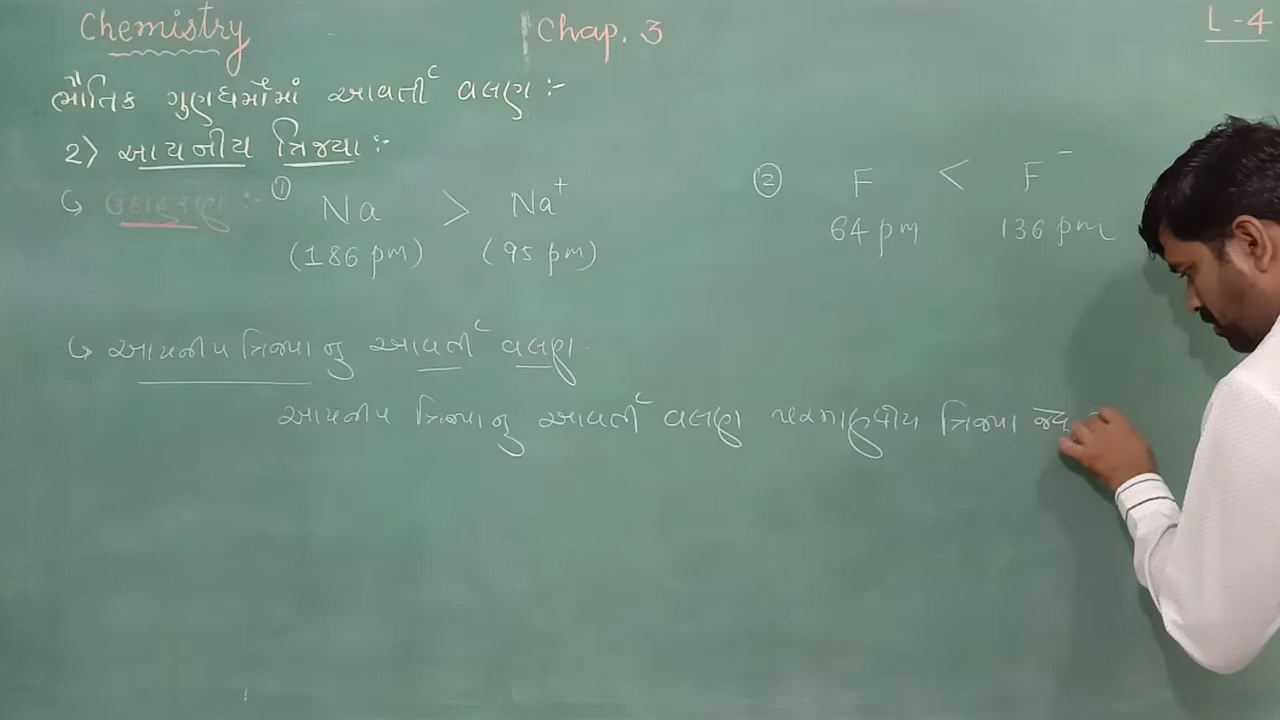 Chemistry Chap. 3 L-4
ભૌતિક ગુણધર્મોમાં આવર્તી વલણ :-
2) આયનીય ત્રિજ્યા :-
↳ ઉદાહરણ :- ① Na > Na⁺ ② F < F⁻
(186 pm) (95 pm) 64 pm 136 pm
↳ આયનીય ત્રિજ્યાનુ આવર્તી વલણ
આયનીય ત્રિજ્યાનુ આવર્તી વલણ પરમાણ્વીય ત્રિજ્યા